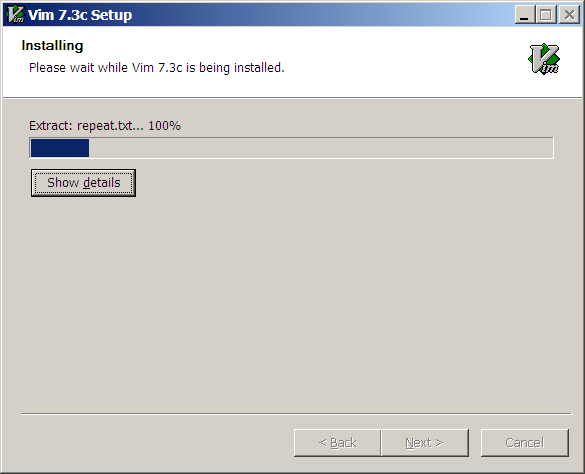 Vim 7.3c Setup
Installing
Please wait while Vim 7.3c is being installed.
Vim
Extract: repeat.txt... 100%
Show details
< Back
Next >
Cancel